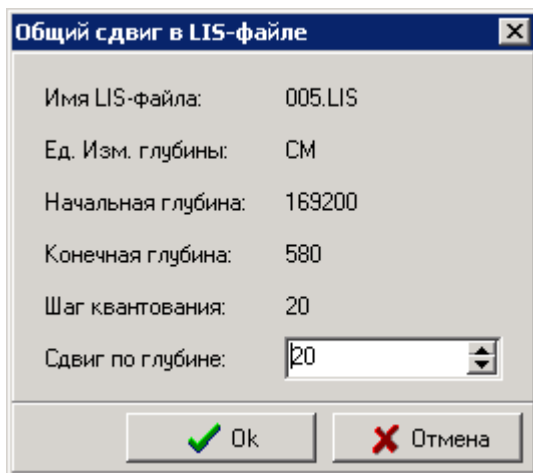 Общий сдвиг в LIS-файле
Имя LIS-файла: 005.LIS
Ед. Изм. глубины: СМ
Начальная глубина: 169200
Конечная глубина: 580
Шаг квантования: 20
Сдвиг по глубине: 20
Ok Отмена